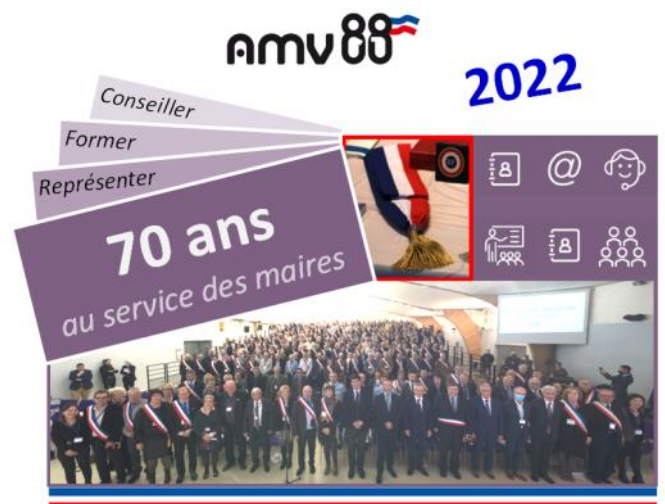 amv88
2022
Conseiller
Former
Représenter
70 ans
au service des maires
@